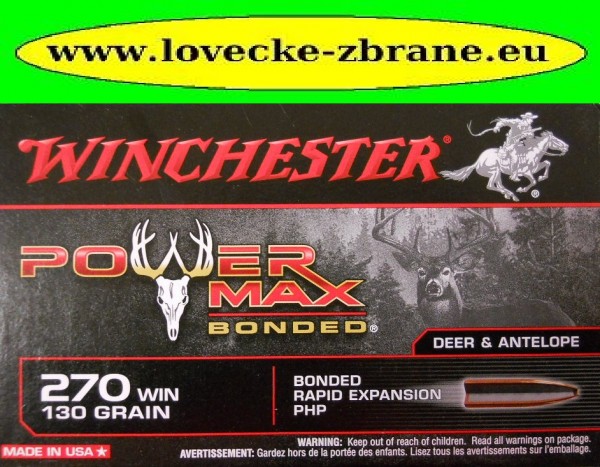 www.lovecke-zbrane.eu
WINCHESTER®
®
POWER
MAX
BONDED®
DEER & ANTELOPE
270 WIN
130 GRAIN
BONDED
RAPID EXPANSION
PHP
MADE IN USA★
WARNING: Keep out of reach of children. Read all warnings on package.
AVERTISSEMENT: Gardez hors de la portée des enfants. Lisez tous les avertissements sur l'emballage.